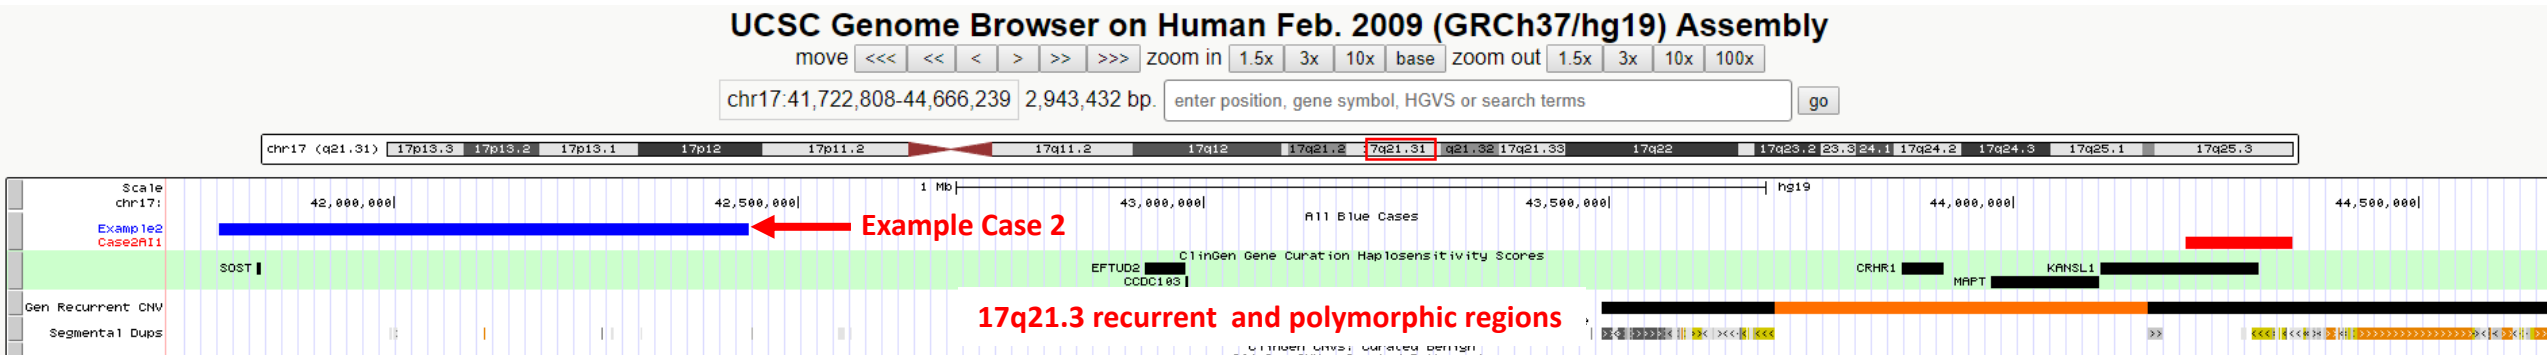 UCSC Genome Browser on Human Feb. 2009 (GRCh37/hg19) Assembly
move <<< << < > >> >>> zoom in 1.5x 3x 10x base zoom out 1.5x 3x 10x 100x
chr17:41,722,808-44,666,239 2,943,432 bp. enter position, gene symbol, HGVS or search terms go
chr17 (q21.31) 17p13.3 17p13.2 17p13.1 17p12 17p11.2 17q11.2 17q12 17q21.2 17q21.31 q21.32 17q21.33 17q22 17q23.2 23.3 24.1 17q24.2 17q24.3 17q25.1 17q25.3
Scale 1 Mb hg19
chr17: 42,000,000 42,500,000 43,000,000 43,500,000 44,000,000 44,500,000
All Blue Cases
Example2 Example Case 2
Case2AI1
ClinGen Gene Curation Haplosensitivity Scores
SOST EFTUD2 CRHR1 KANSL1
CCDC103 MAPT
Gen Recurrent CNV
17q21.3 recurrent and polymorphic regions
Segmental Dups
ClinGen CNVs: Curated Benign